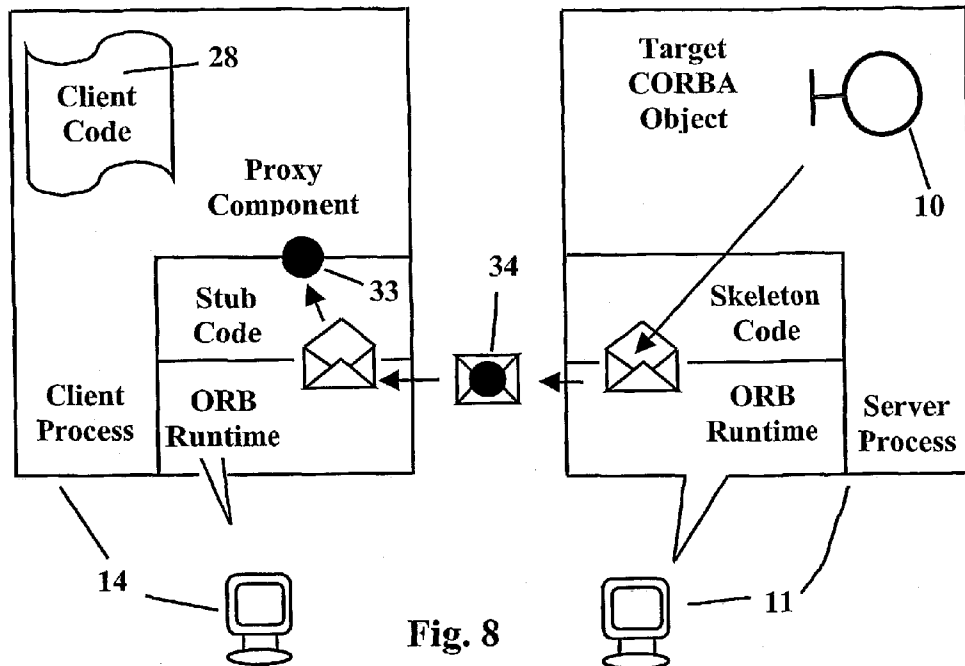 28
Client
Code
Proxy
Component
33
Stub
Code
Client
Process
ORB
Runtime
14
34
Target
CORBA
Object
10
Skeleton
Code
ORB
Runtime
Server
Process
11
Fig. 8